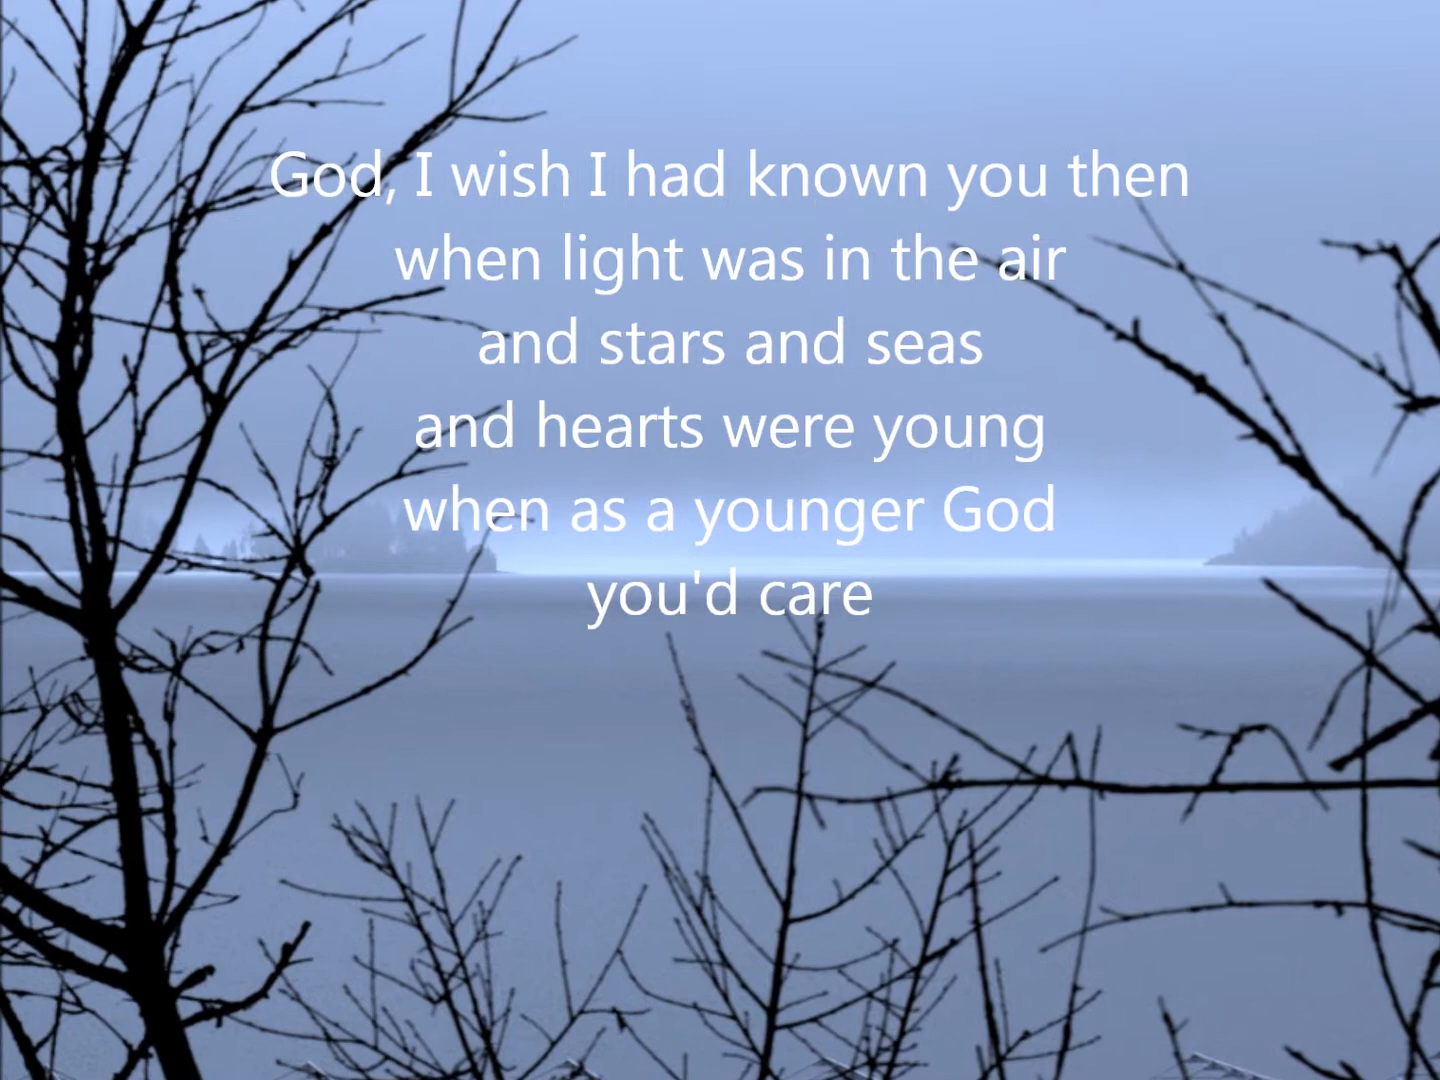 God, I wish I had known you then
when light was in the air
and stars and seas
and hearts were young
when as a younger God
you'd care